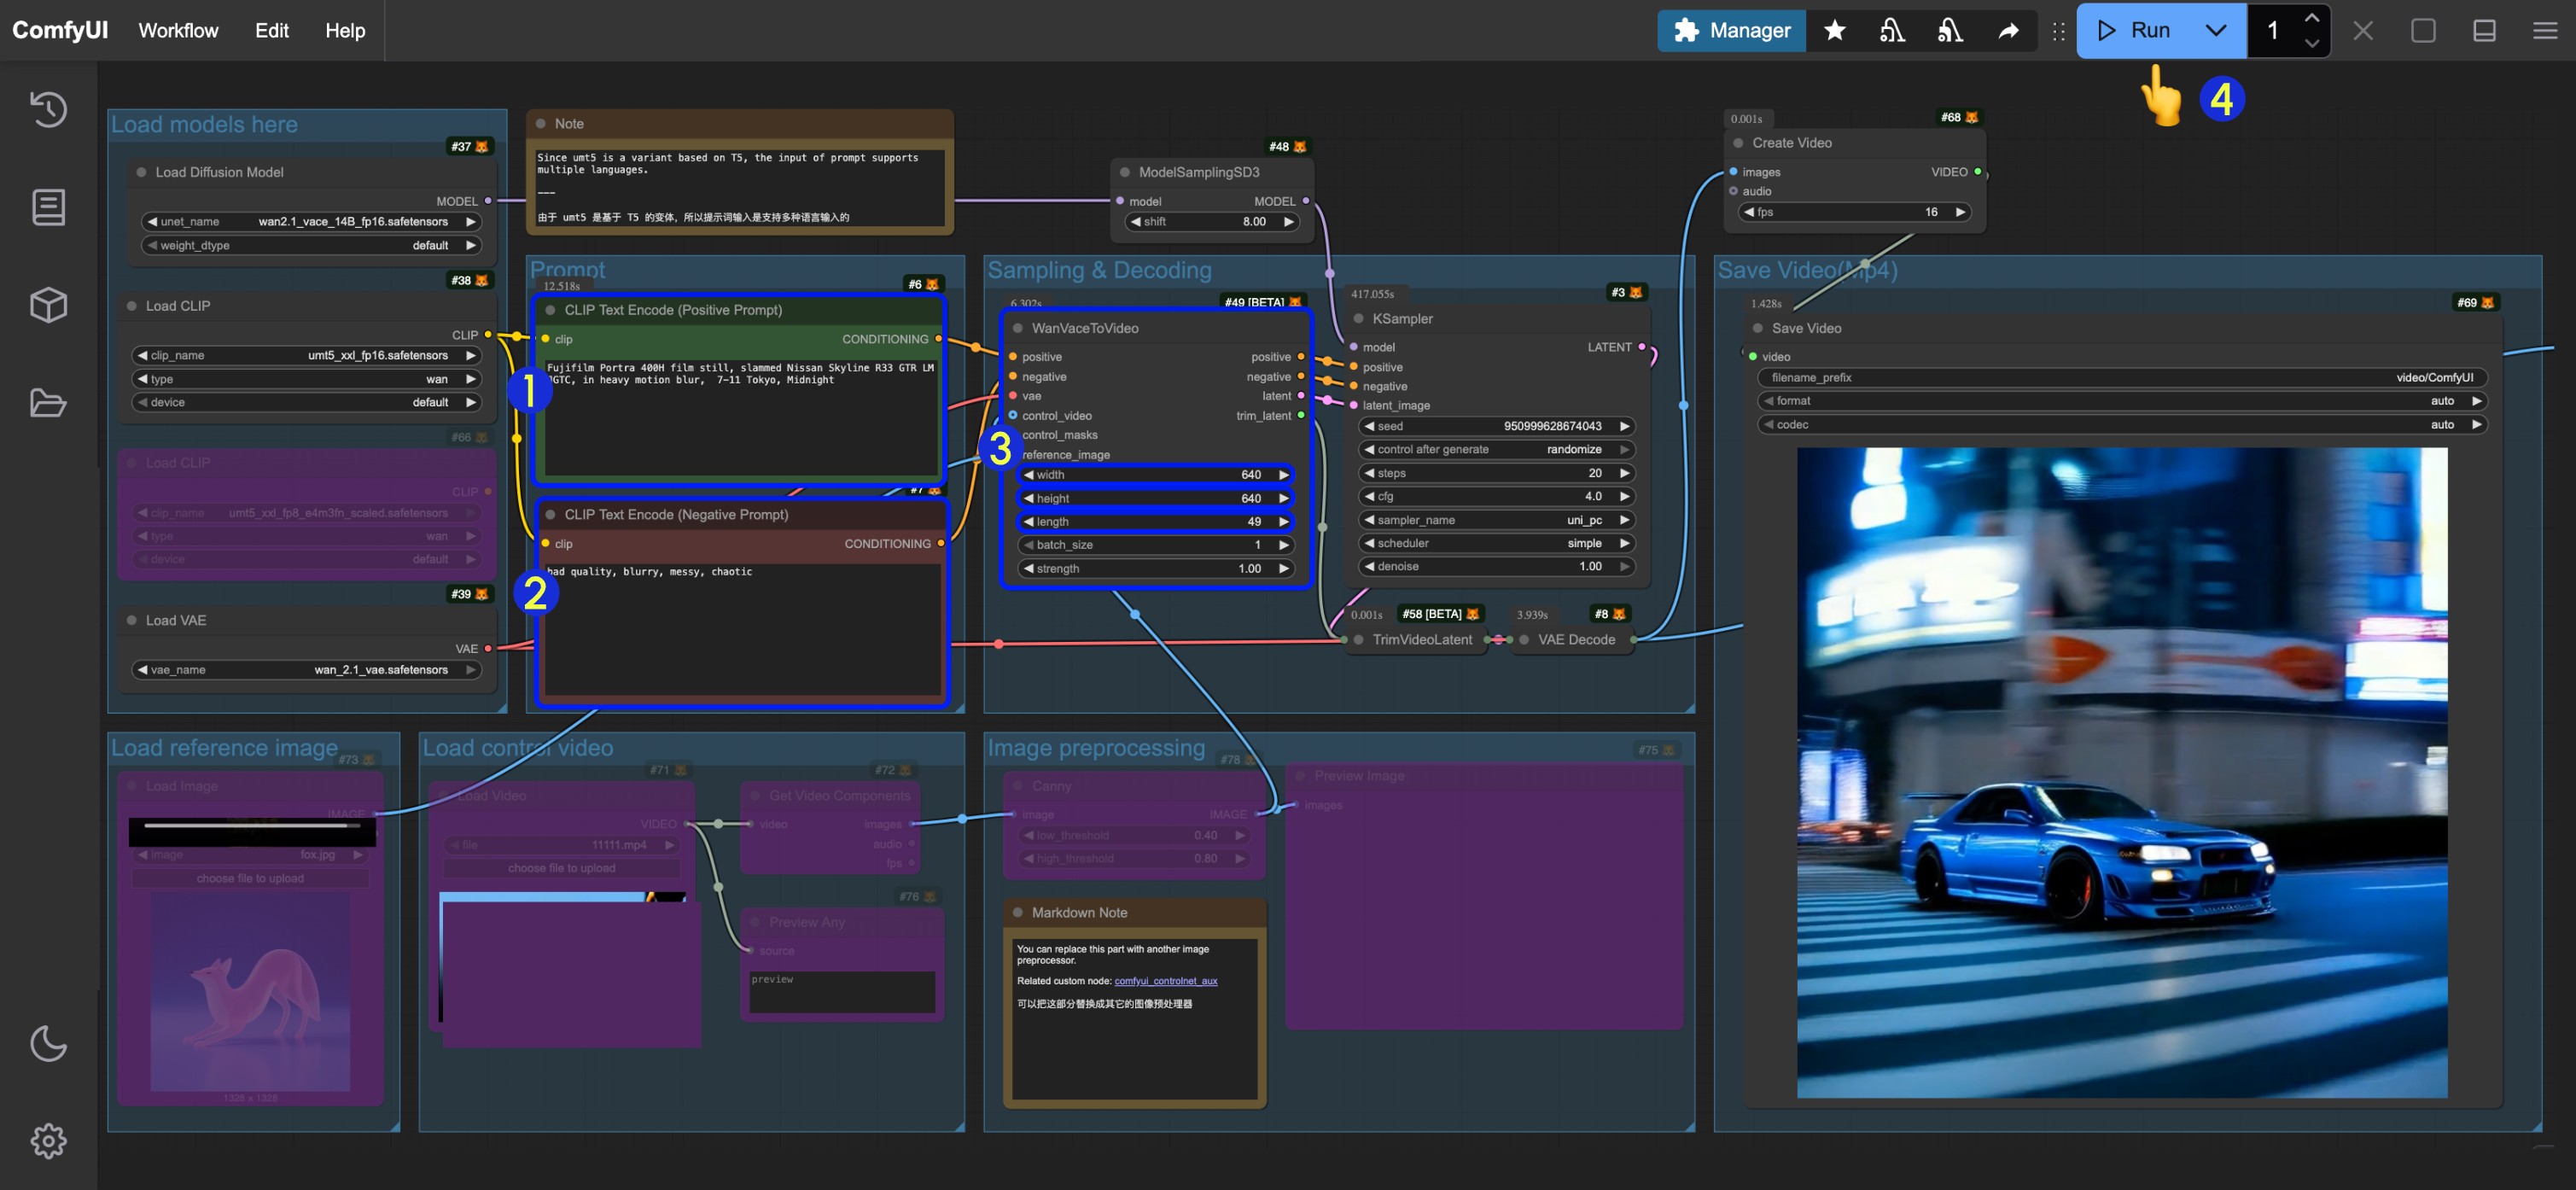 ComfyUI
Workflow
Edit
Help
Manager
Run
1
4
Load models here
#37
Load Diffusion Model
MODEL
unet_name wan2.1_vace_14B_fp16.safetensors
weight_dtype default
#38
Load CLIP
CLIP
clip_name umt5_xxl_fp16.safetensors
type wan
device default
#66
Load CLIP
CLIP
clip_name umt5_xxl_fp8_e4m3fn_scaled.safetensors
type wan
device default
#39
Load VAE
VAE
vae_name wan_2.1_vae.safetensors
Note
Since umt5 is a variant based on T5, the input of prompt supports
multiple languages.
---
由于 umt5 是基于 T5 的变体，所以提示词输入是支持多种语言输入的
Prompt
12.518s
#6
CLIP Text Encode (Positive Prompt)
clip CONDITIONING
Fujifilm Portra 400H film still, slammed Nissan Skyline R33 GTR LM
GTC, in heavy motion blur, 7-11 Tokyo, Midnight
1
#7
CLIP Text Encode (Negative Prompt)
clip CONDITIONING
bad quality, blurry, messy, chaotic
2
#48
ModelSamplingSD3
model MODEL
shift 8.00
Sampling & Decoding
6.302s
#49 [BETA]
WanVaceToVideo
positive positive
negative negative
vae latent
control_video trim_latent
control_masks
reference_image
3
width 640
height 640
length 49
batch_size 1
strength 1.00
417.055s
#3
KSampler
model LATENT
positive
negative
latent_image
seed 950999628674043
control after generate randomize
steps 20
cfg 4.0
sampler_name uni_pc
scheduler simple
denoise 1.00
0.001s
#58 [BETA]
TrimVideoLatent
3.939s
#8
VAE Decode
0.001s
#68
Create Video
images VIDEO
audio
fps 16
Save Video(Mp4)
1.428s
#69
Save Video
video
filename_prefix video/ComfyUI
format auto
codec auto
Load reference image
#73
Load Image
IMAGE
image fox.jpg
choose file to upload
1328 × 1328
Load control video
#71
Load Video
VIDEO
file 11111.mp4
choose file to upload
#72
Get Video Components
video images
audio
fps
#76
Preview Any
source
preview
Image preprocessing
#78
Canny
image IMAGE
low_threshold 0.40
high_threshold 0.80
Markdown Note
You can replace this part with another image
preprocessor.
Related custom node: comfyui_controlnet_aux
可以把这部分替换成其它的图像预处理器
#75
Preview Image
images